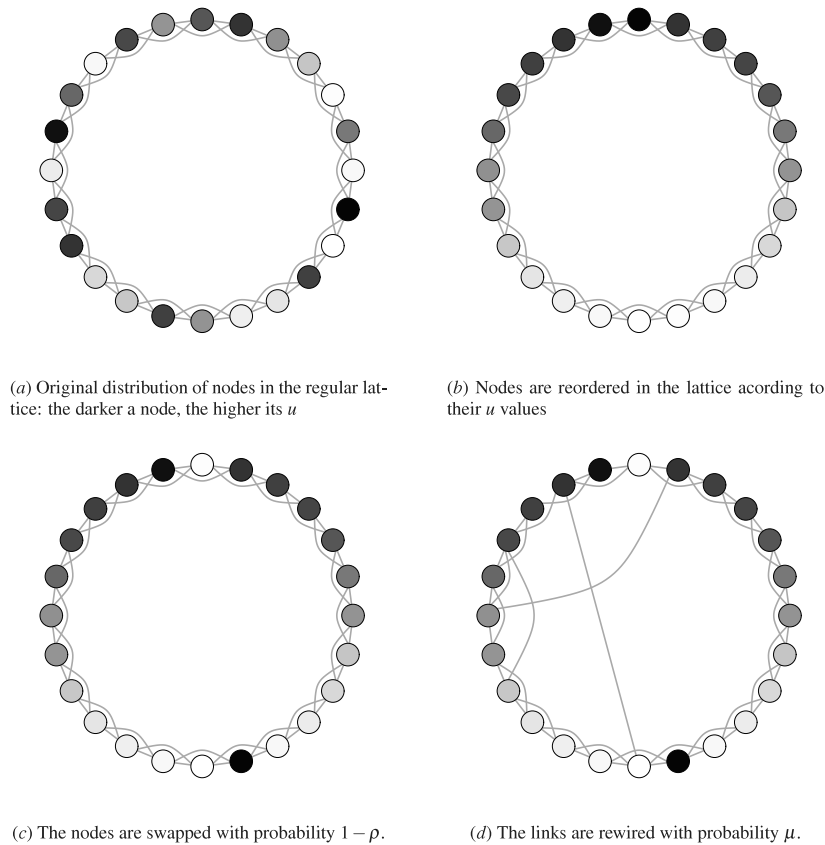 (a) Original distribution of nodes in the regular lat-
tice: the darker a node, the higher its u
(b) Nodes are reordered in the lattice acording to
their u values
(c) The nodes are swapped with probability 1 − ρ.
(d) The links are rewired with probability μ.